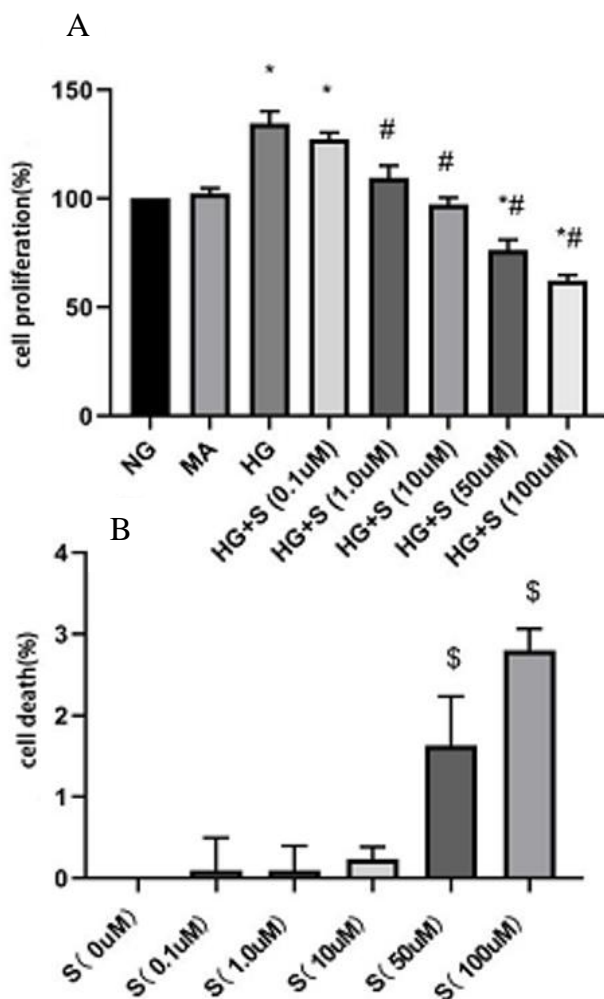 A
cell proliferation(%)
150
100
50
0
*
*
#
#
*#
*#
NG
MA
HG
HG+S (0.1uM)
HG+S (1.0uM)
HG+S (10uM)
HG+S (50uM)
HG+S (100uM)
B
cell death(%)
4
3
2
1
0
$
$
S( 0uM)
S( 0.1uM)
S( 1.0uM)
S( 10uM)
S( 50uM)
S( 100uM)